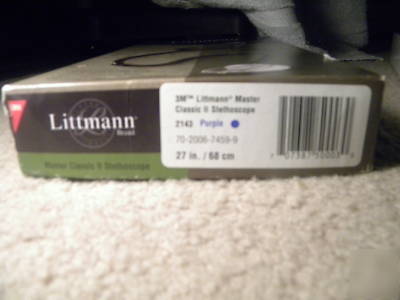 3M
Littmann®
Brand
Master Classic II Stethoscope
3M™ Littmann® Master
Classic II Stethoscope
2143 Purple
70-2006-7459-9
27 in. / 68 cm